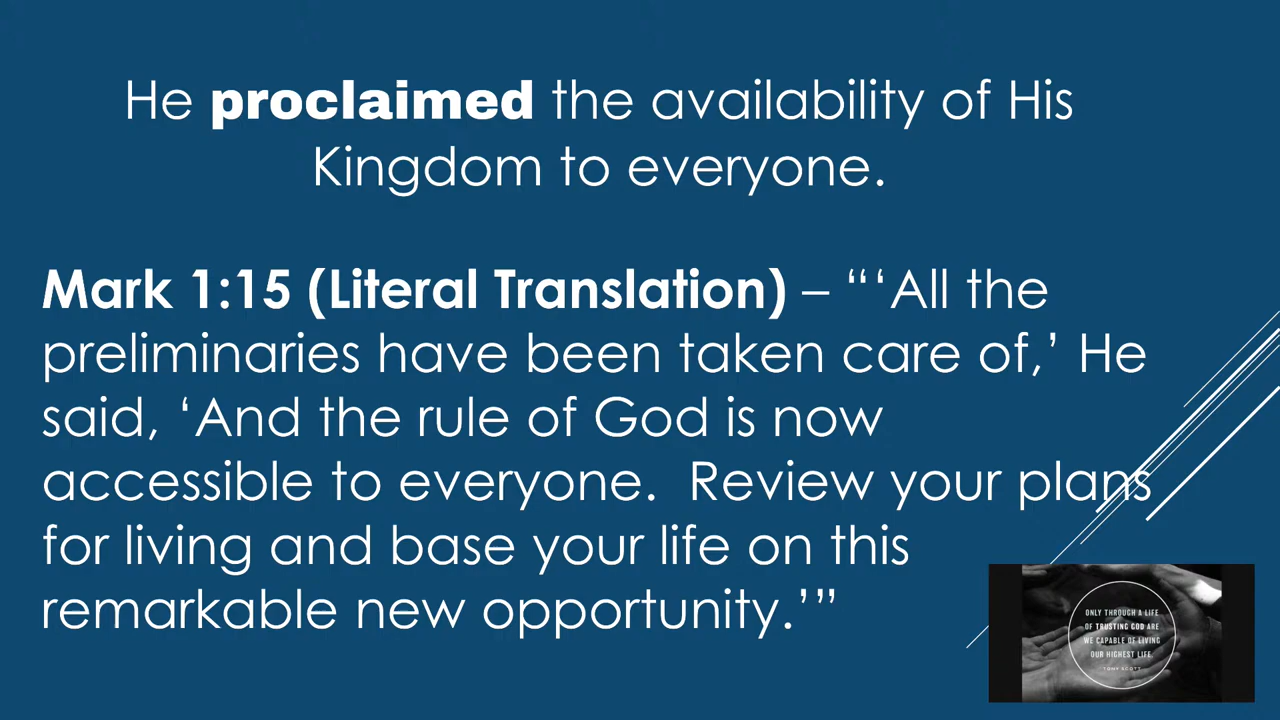 He proclaimed the availability of His
Kingdom to everyone.
Mark 1:15 (Literal Translation) – “‘All the
preliminaries have been taken care of,’ He
said, ‘And the rule of God is now
accessible to everyone.  Review your plans
for living and base your life on this
remarkable new opportunity.’”
ONLY THROUGH A LIFE
OF TRUSTING GOD ARE
WE CAPABLE OF LIVING
OUR HIGHEST LIFE.
TONY SCOTT